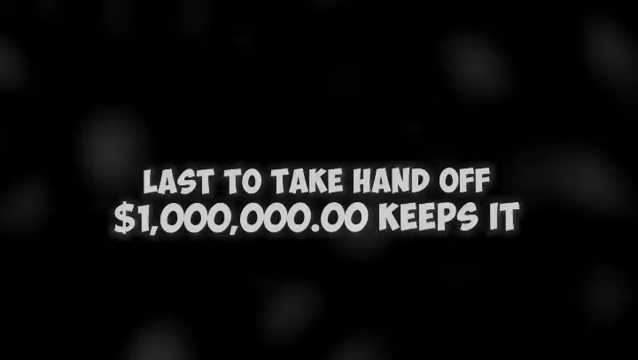 LAST TO TAKE HAND OFF
$1,000,000.00 KEEPS IT